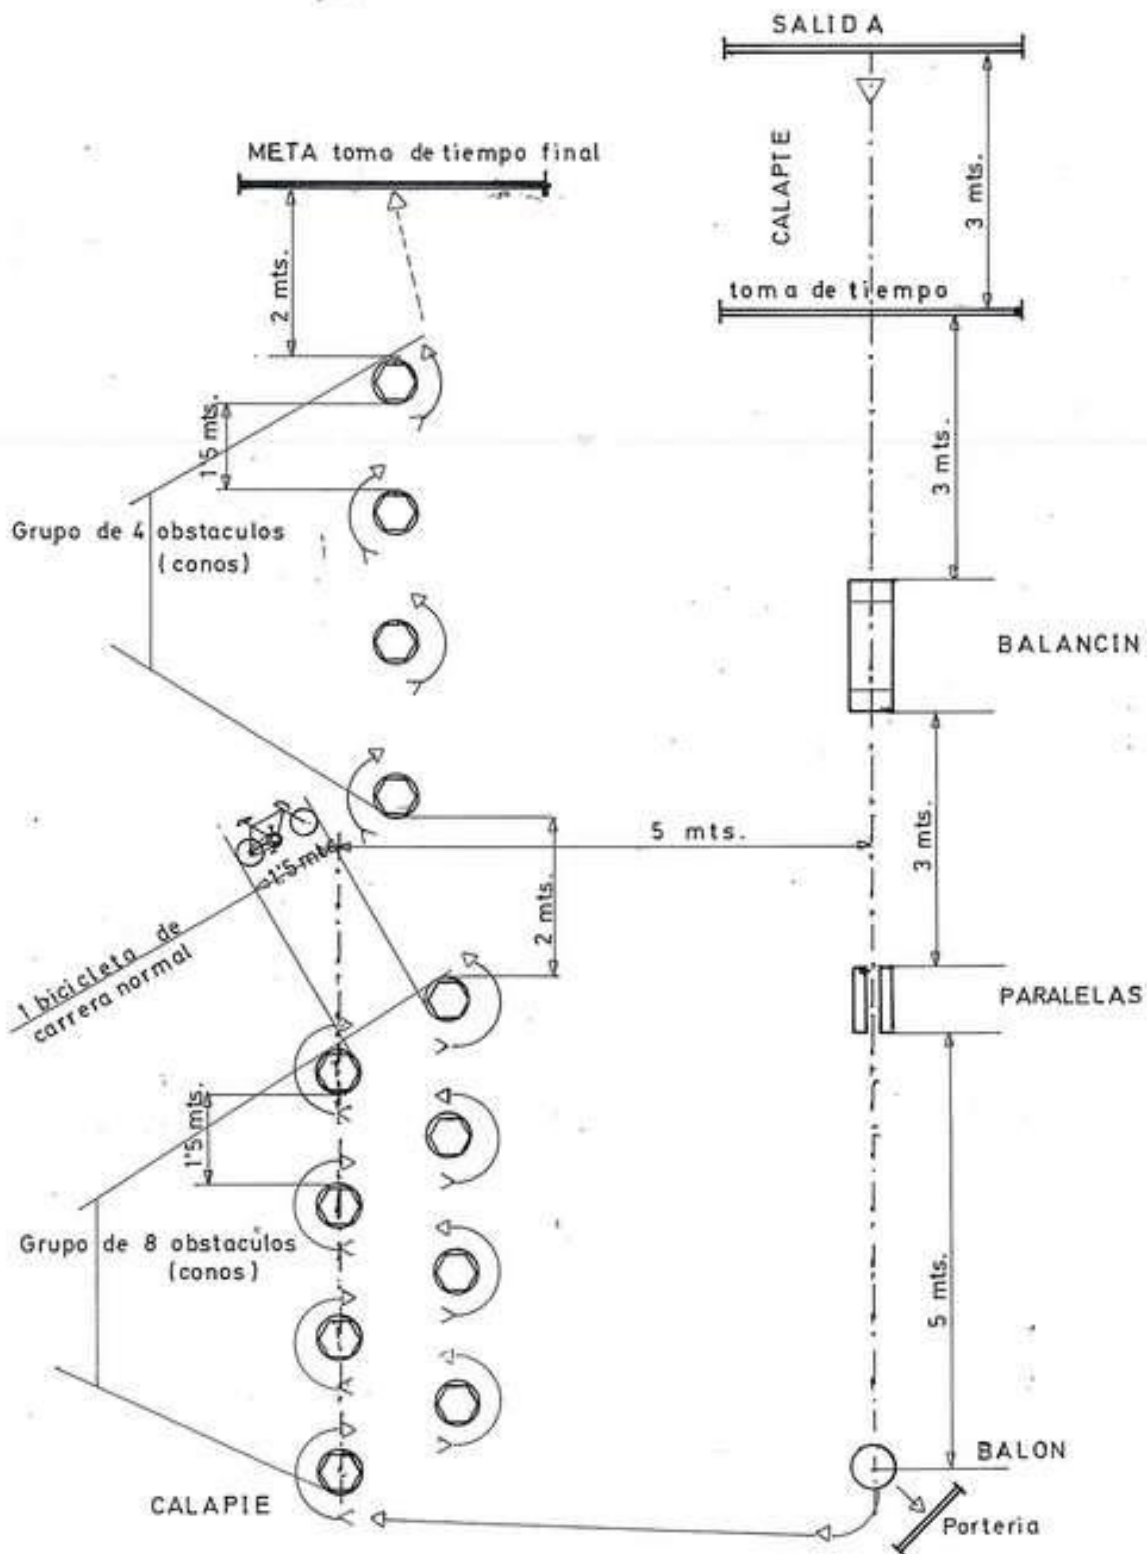 SALIDA
CALAPIE
3 mts.
META toma de tiempo final
toma de tiempo
2 mts.
1'5 mts.
3 mts.
Grupo de 4 obstaculos
(conos)
BALANCIN
5 mts.
3 mts.
1'5 mts
2 mts.
1 bicicleta de
carrera normal
PARALELAS
1'5 mts.
Grupo de 8 obstaculos
(conos)
5 mts.
BALON
CALAPIE
Porteria